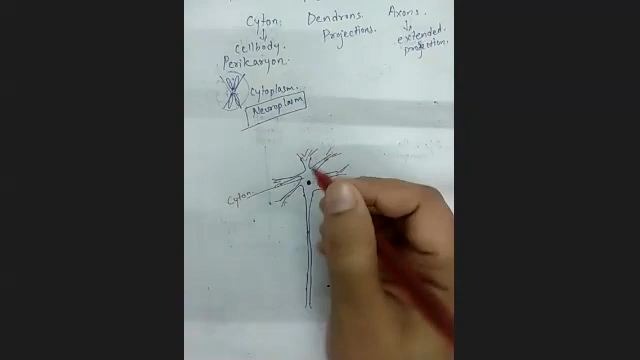 Cyton. Dendrons Axons.
Cellbody. Projections. extended
Perikaryon. projection.
Cytoplasm.
Neuroplasm
Cyton.